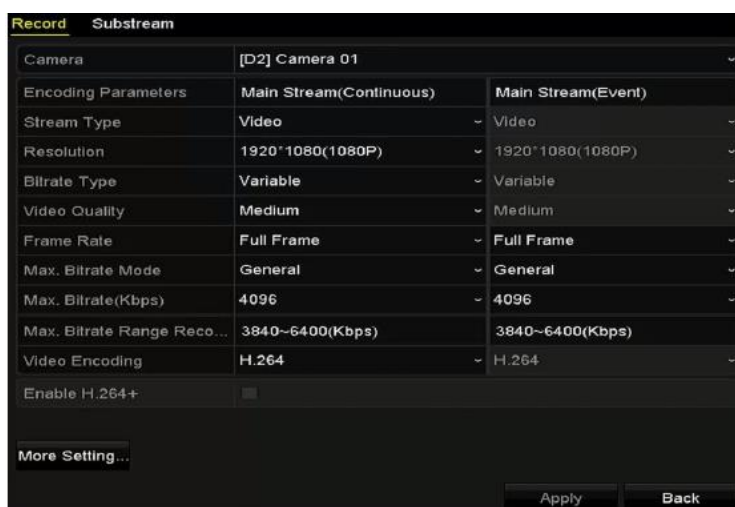 Record Substream
Camera [D2] Camera 01
Encoding Parameters Main Stream(Continuous) Main Stream(Event)
Stream Type Video Video
Resolution 1920*1080(1080P) 1920*1080(1080P)
Bitrate Type Variable Variable
Video Quality Medium Medium
Frame Rate Full Frame Full Frame
Max. Bitrate Mode General General
Max. Bitrate(Kbps) 4096 4096
Max. Bitrate Range Reco... 3840~6400(Kbps) 3840~6400(Kbps)
Video Encoding H.264 H.264
Enable H.264+
More Setting...
Apply Back